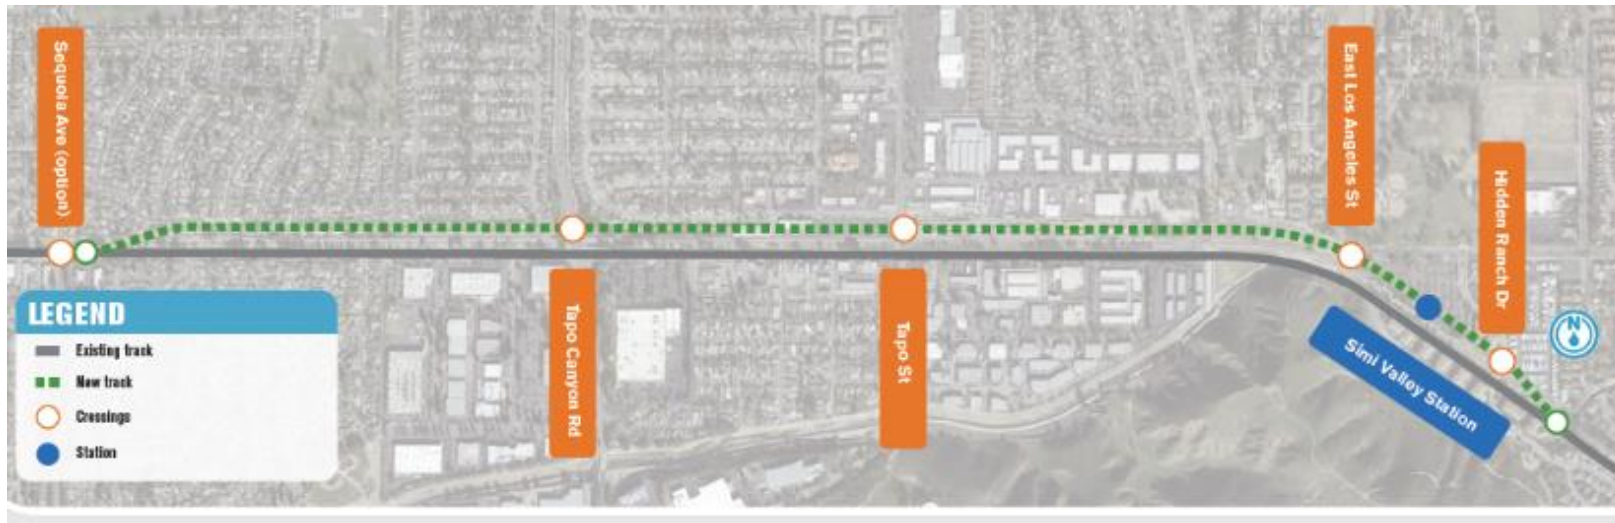 Sequoia Ave (option)
East Los Angeles St
Hidden Ranch Dr
Tapo Canyon Rd
Tapo St
Simi Valley Station
N
LEGEND
Existing track
New track
Crossings
Station